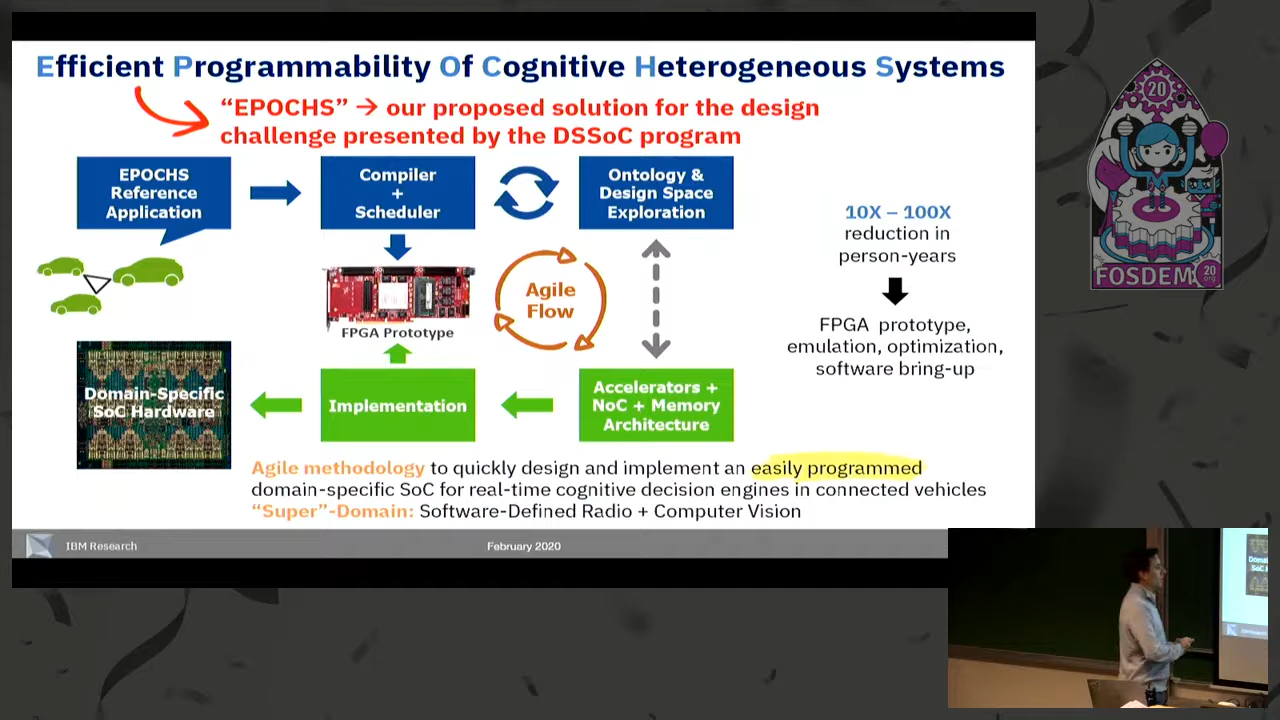 Efficient Programmability Of Cognitive Heterogeneous Systems
“EPOCHS” → our proposed solution for the design
challenge presented by the DSSoC program
EPOCHS
Reference
Application
Compiler
+
Scheduler
Ontology &
Design Space
Exploration
10X – 100X
reduction in
person-years
FPGA prototype,
emulation, optimization,
software bring-up
Agile
Flow
FPGA Prototype
Domain-Specific
SoC Hardware
Implementation
Accelerators +
NoC + Memory
Architecture
Agile methodology to quickly design and implement an easily programmed
domain-specific SoC for real-time cognitive decision engines in connected vehicles
“Super”-Domain: Software-Defined Radio + Computer Vision
IBM Research
February 2020
20
FOSDEM
20
.org